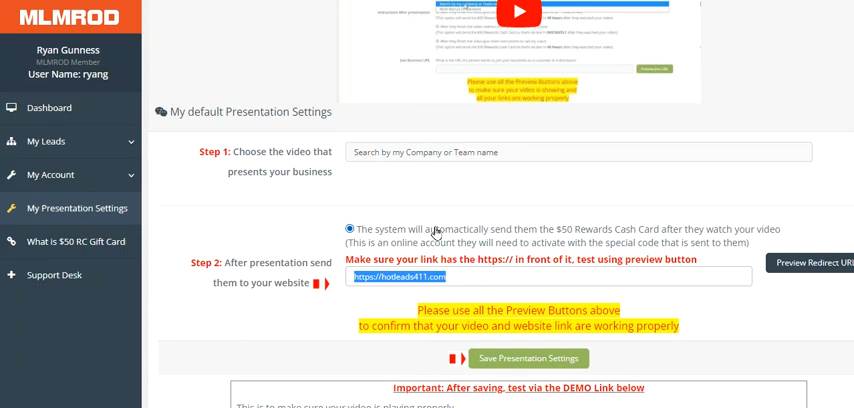 MLMROD
Ryan Gunness
MLMROD Member
User Name: ryang
Dashboard
My Leads
My Account
My Presentation Settings
What is $50 RC Gift Card
Support Desk
Please use all the Preview Buttons above
to make sure your video is showing and
all your links are working properly
My default Presentation Settings
Step 1: Choose the video that
presents your business
Search by my Company or Team name
The system will automactically send them the $50 Rewards Cash Card after they watch your video
(This is an online account they will need to activate with the special code that is sent to them)
Make sure your link has the https:// in front of it, test using preview button
Step 2: After presentation send
them to your website
https://hotleads411.com
Preview Redirect URL
Please use all the Preview Buttons above
to confirm that your video and website link are working properly
Save Presentation Settings
Important: After saving, test via the DEMO Link below
This is to make sure your video is playing properly